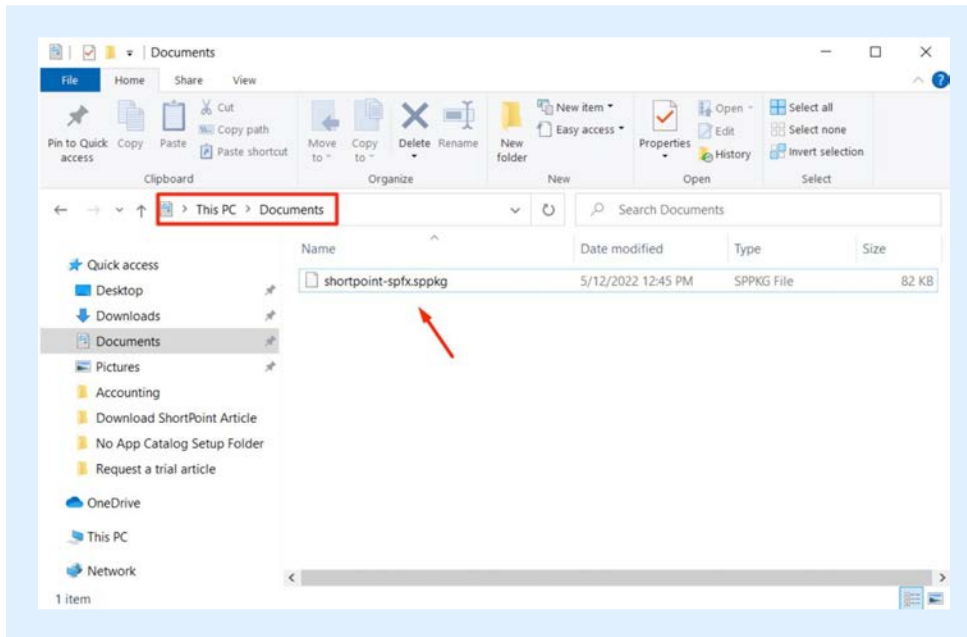 Documents
File Home Share View
Pin to Quick access
Copy
Paste
Cut
Copy path
Paste shortcut
Clipboard
Move to
Copy to
Delete
Rename
Organize
New folder
New item
Easy access
New
Properties
Open
Edit
History
Open
Select all
Select none
Invert selection
Select
This PC > Documents
Search Documents
Name Date modified Type Size
shortpoint-spfx.sppkg 5/12/2022 12:45 PM SPPKG File 82 KB
Quick access
Desktop
Downloads
Documents
Pictures
Accounting
Download ShortPoint Article
No App Catalog Setup Folder
Request a trial article
OneDrive
This PC
Network
1 item